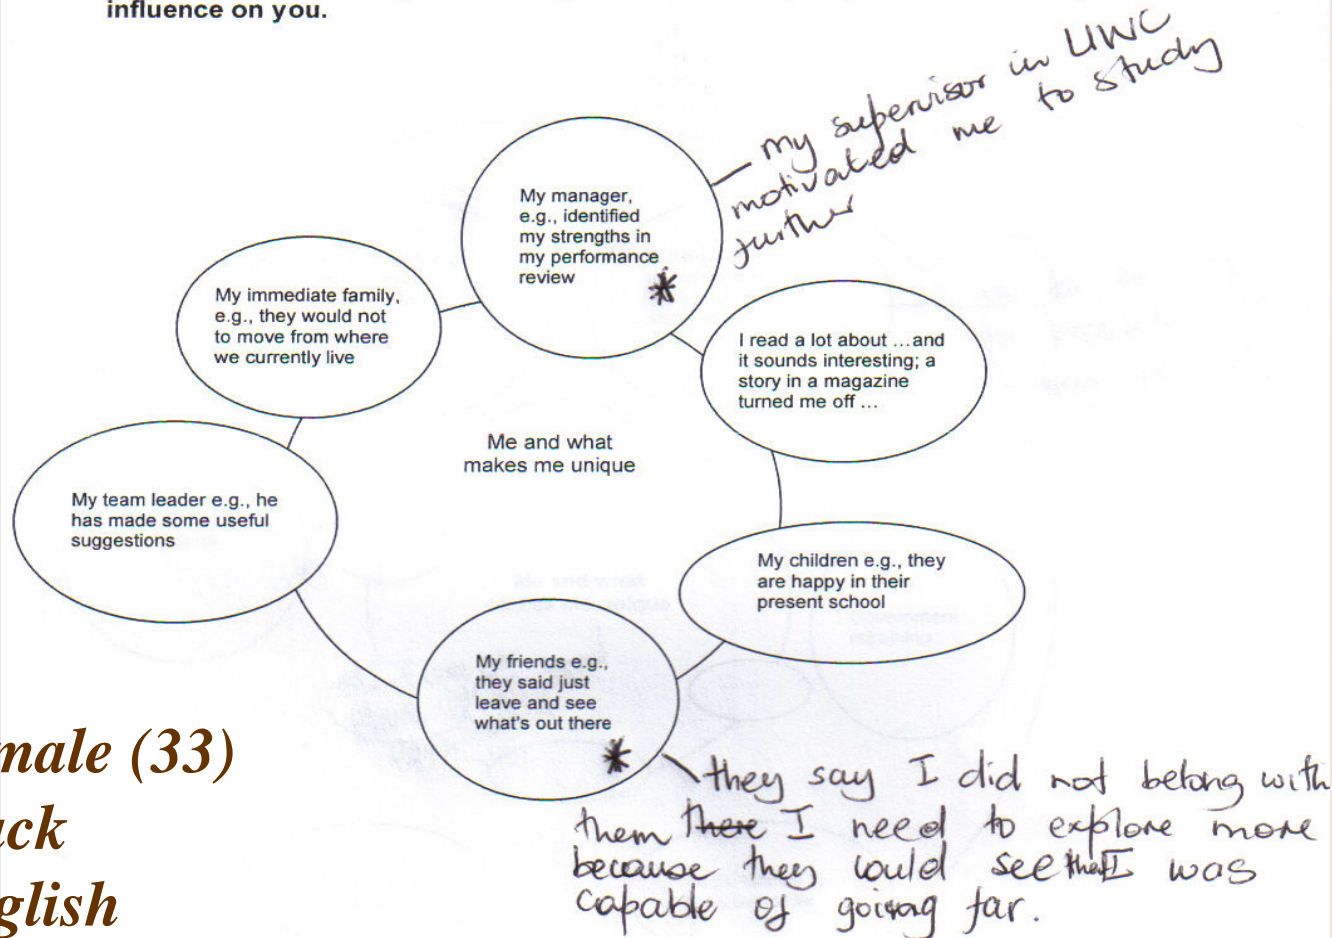 influence on you.
my supervisor in UWC
motivated me to study
further
My manager,
e.g., identified
my strengths in
my performance
review
*
My immediate family,
e.g., they would not
to move from where
we currently live
I read a lot about ...and
it sounds interesting; a
story in a magazine
turned me off ...
Me and what
makes me unique
My team leader e.g., he
has made some useful
suggestions
My children e.g., they
are happy in their
present school
My friends e.g.,
they said just
leave and see
what's out there
*
they say I did not belong with
them there I need to explore more
because they could see that I was
capable of going far.
male (33)
ack
glish